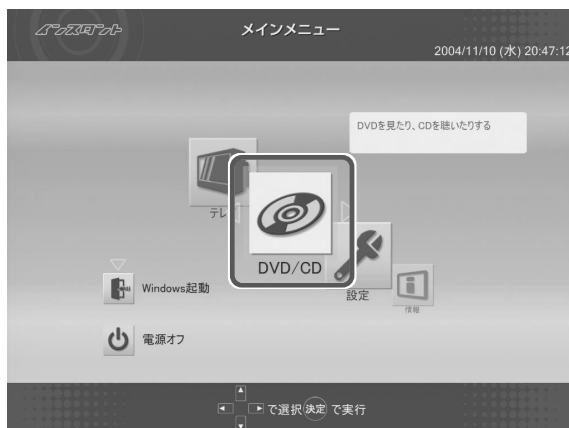 インスタント
メインメニュー
2004/11/10 (水) 20:47:12
DVDを見たり、CDを聴いたりする
テレ
DVD/CD
設定
情報
Windows起動
電源オフ
で選択 決定 で実行